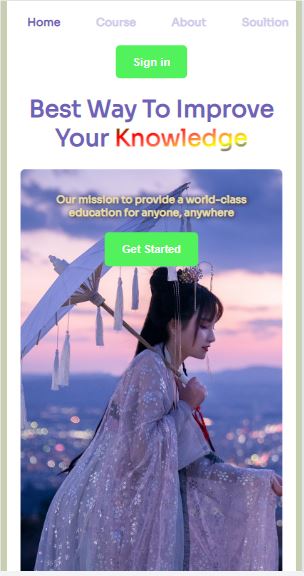 Home Course About Soultion
Sign in
Best Way To Improve
Your Knowledge
Our mission to provide a world-class
education for anyone, anywhere
Get Started